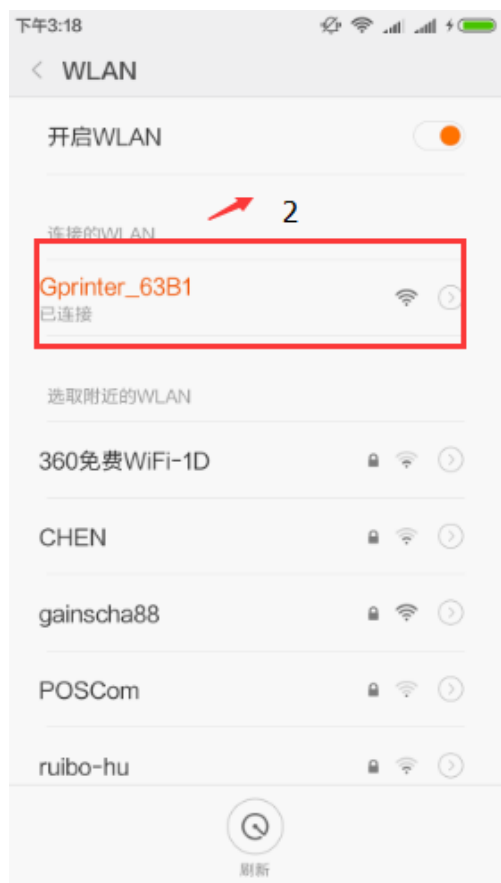 下午3:18
WLAN
开启WLAN
2
连接的WLAN
Gprinter_63B1
已连接
选取附近的WLAN
360免费WiFi-1D
CHEN
gainscha88
POSCom
ruibo-hu
刷新